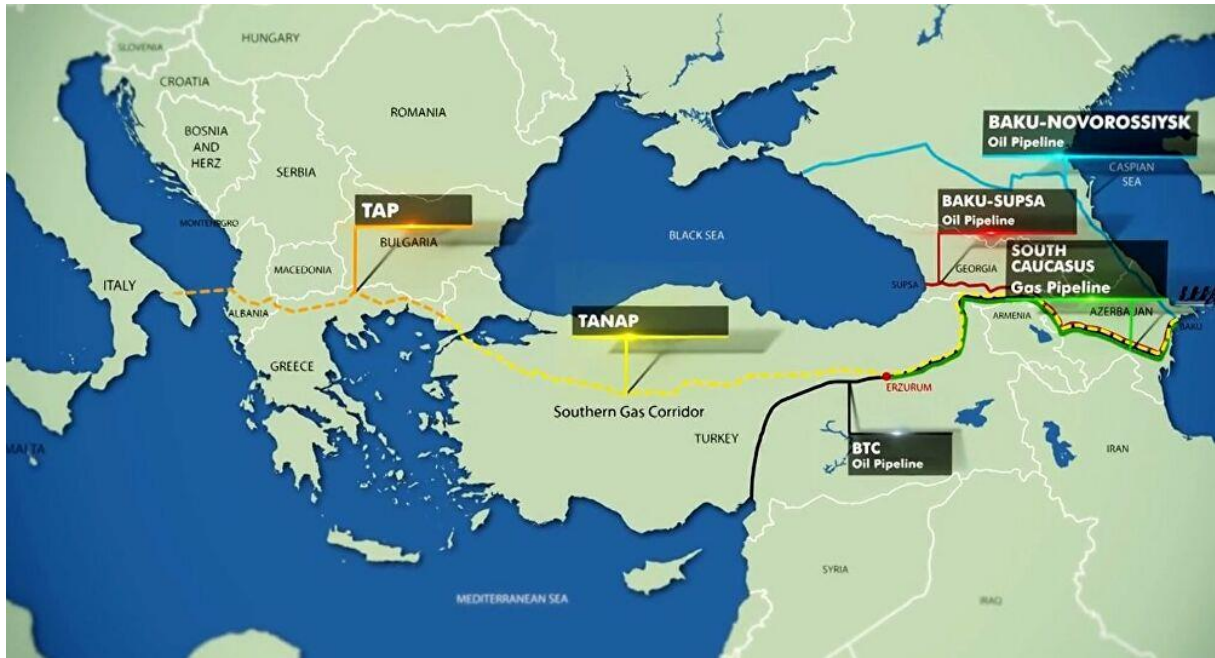 SLOVENIA
HUNGARY
CROATIA
ROMANIA
BOSNIA
AND
HERZ
SERBIA
BAKU-NOVOROSSIYSK
Oil Pipeline
CASPIAN
SEA
MONTENRGRO
TAP
BULGARIA
BLACK SEA
BAKU-SUPSA
Oil Pipeline
MACEDONIA
ITALY
ALBANIA
SUPSA
GEORGIA
SOUTH
CAUCASUS
Gas Pipeline
ARMENIA
AZERBAIJAN
BAKU
TANAP
GREECE
ERZURUM
Southern Gas Corridor
TURKEY
BTC
Oil Pipeline
IRAN
MALTA
SYRIA
IRAQ
MEDITERRANEAN SEA